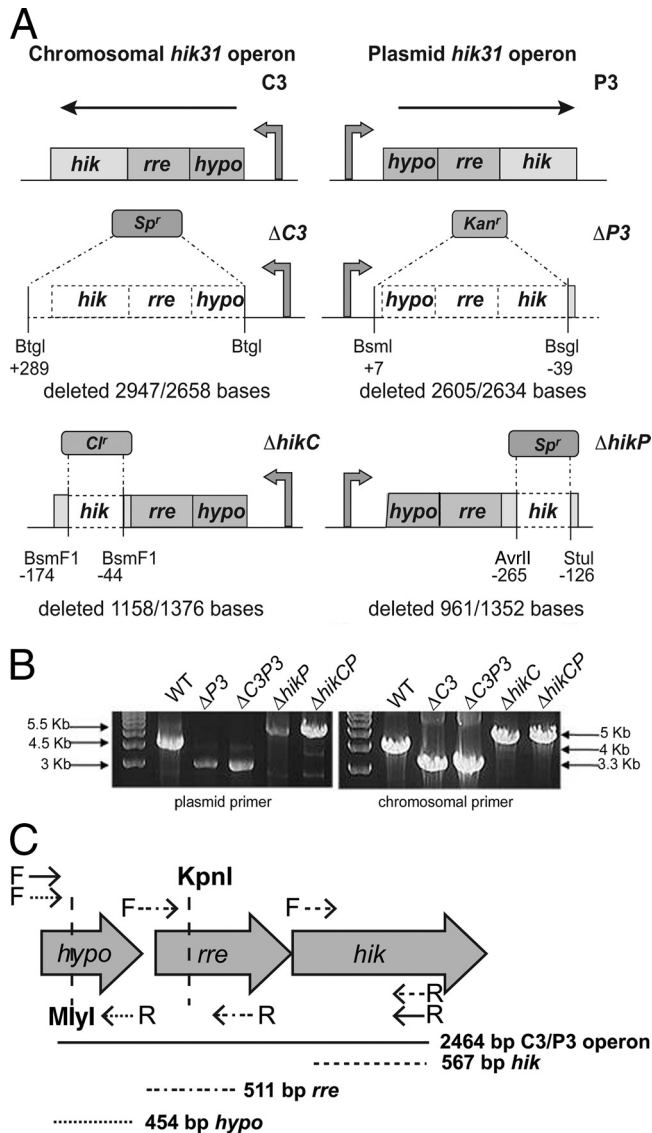 A
Chromosomal hik31 operon
Plasmid hik31 operon
C3
P3
hik rre hypo
hypo rre hik
Spr
ΔC3
Kanr
ΔP3
hik rre hypo
hypo rre hik
BtgI BtgI
+289
BsmI BsgI
+7 -39
deleted 2947/2658 bases
deleted 2605/2634 bases
Clr
ΔhikC
Spr
ΔhikP
hik rre hypo
hypo rre hik
BsmF1 BsmF1
-174 -44
AvrII StuI
-265 -126
deleted 1158/1376 bases
deleted 961/1352 bases
B
WT ΔP3 ΔC3P3 ΔhikP ΔhikCP
WT ΔC3 ΔC3P3 ΔhikC ΔhikCP
5.5 Kb
4.5 Kb
3 Kb
5 Kb
4 Kb
3.3 Kb
plasmid primer
chromosomal primer
C
F
F
KpnI
F
F
hypo rre hik
R
MlyI R R R
2464 bp C3/P3 operon
567 bp hik
511 bp rre
454 bp hypo